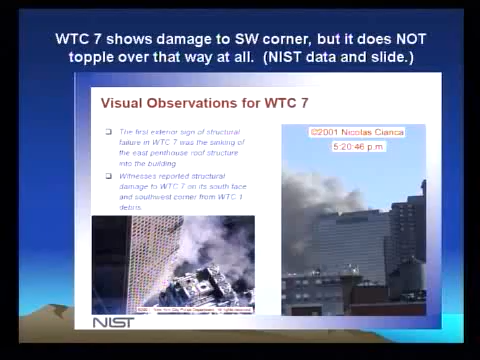 WTC 7 shows damage to SW corner, but it does NOT
topple over that way at all. (NIST data and slide.)
Visual Observations for WTC 7
The first exterior sign of structural
failure in WTC 7 was the sinking of
the east penthouse roof structure
into the building.
Witnesses reported structural
damage to WTC 7 on its south face
and southwest corner from WTC 1
debris.
©2001 Nicolas Cianca
5:20:46 p.m
All rights reserved
NIST